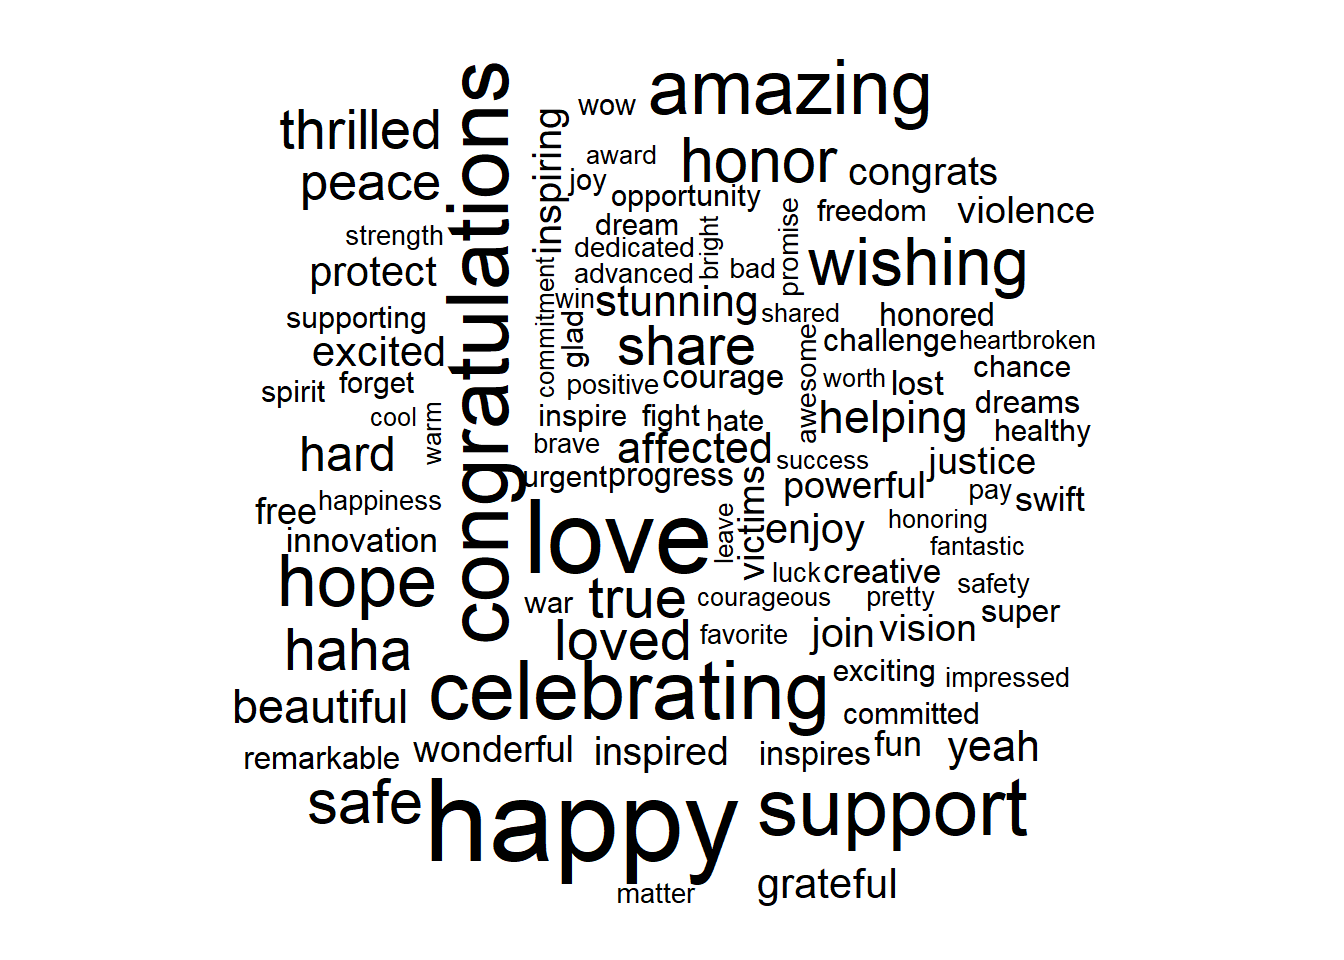 amazing
wow
thrilled
congratulations
inspiring
award
honor
congrats
peace
joy
opportunity
freedom
violence
strength
dream
dedicated
bright
promise
wishing
protect
commitment
advanced
bad
supporting
win
stunning
shared
honored
excited
glad
share
awesome
challenge
heartbroken
spirit
forget
positive
courage
worth
lost
chance
cool
warm
inspire
fight
hate
helping
dreams
healthy
hard
brave
affected
success
justice
urgent
progress
victims
powerful
pay
swift
free
happiness
love
leave
enjoy
honoring
innovation
fantastic
hope
luck
creative
safety
war
true
courageous
pretty
super
haha
loved
favorite
join
vision
beautiful
celebrating
exciting
impressed
committed
remarkable
wonderful
inspired
inspires
fun
yeah
safe
happy
support
matter
grateful